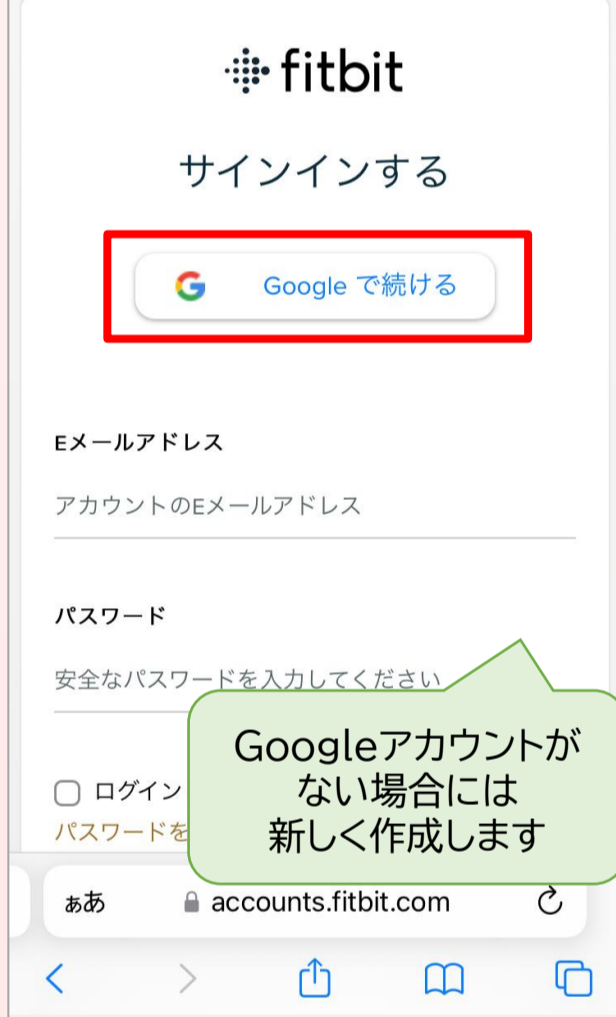 fitbit
サインインする
Google で続ける
Eメールアドレス
アカウントのEメールアドレス
パスワード
安全なパスワードを入力してください
Googleアカウントが
ない場合には
新しく作成します
ログイン
パスワードを
ぁあ accounts.fitbit.com